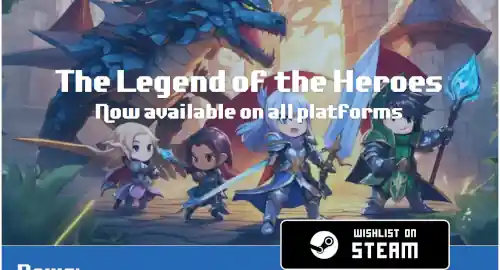 The Legend of the Heroes
Now available on all platforms
WISHLIST ON
STEAM